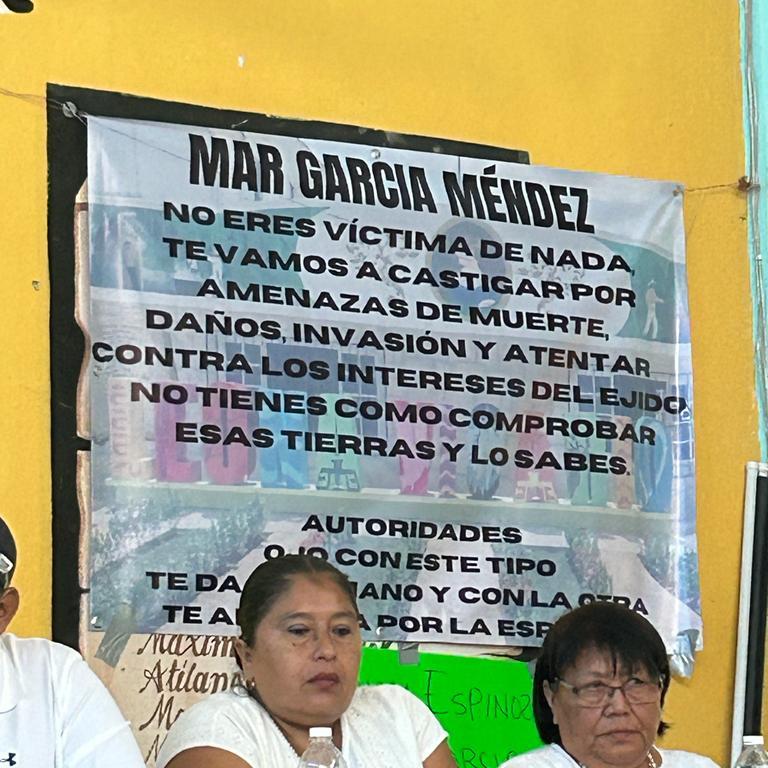 MAR GARCIA MÉNDEZ
NO ERES VÍCTIMA DE NADA,
TE VAMOS A CASTIGAR POR
AMENAZAS DE MUERTE,
DAÑOS, INVASIÓN Y ATENTAR
CONTRA LOS INTERESES DEL EJIDO
NO TIENES COMO COMPROBAR
ESAS TIERRAS Y LO SABES.
AUTORIDADES
OJO CON ESTE TIPO
TE DA MANO Y CON LA OTRA
TE POR LA